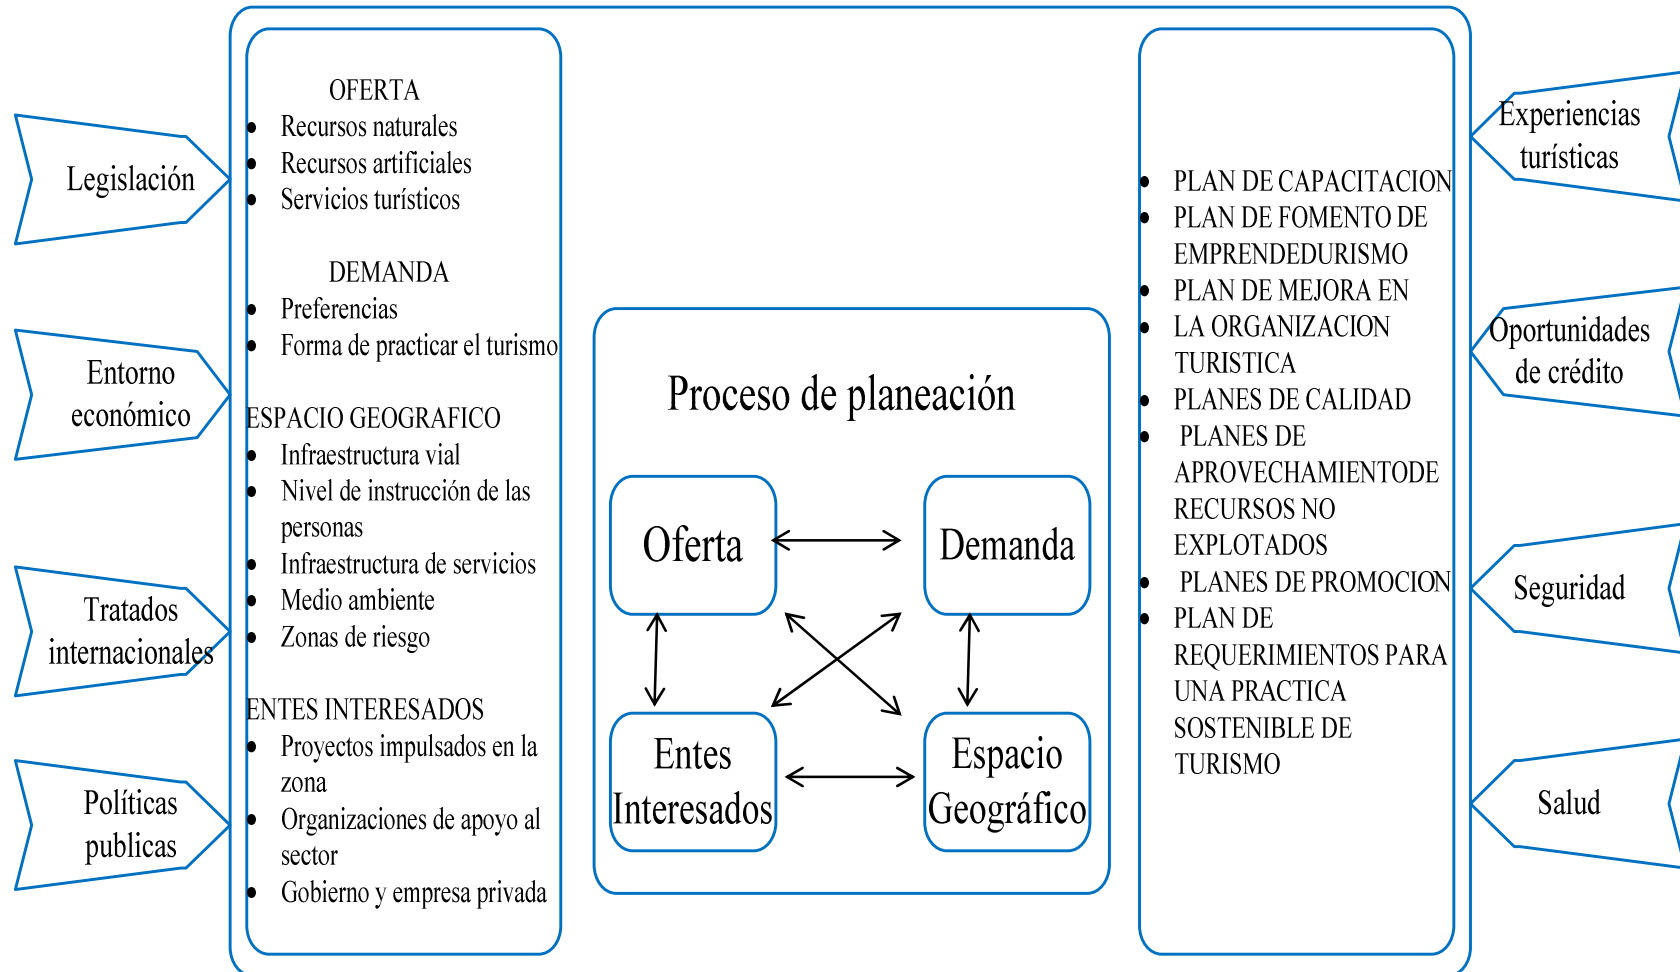 Legislación
Entorno
económico
Tratados
internacionales
Políticas
publicas
OFERTA
• Recursos naturales
• Recursos artificiales
• Servicios turísticos
DEMANDA
• Preferencias
• Forma de practicar el turismo
ESPACIO GEOGRAFICO
• Infraestructura vial
• Nivel de instrucción de las
personas
• Infraestructura de servicios
• Medio ambiente
• Zonas de riesgo
ENTES INTERESADOS
• Proyectos impulsados en la
zona
• Organizaciones de apoyo al
sector
• Gobierno y empresa privada
Proceso de planeación
Oferta
Demanda
Entes
Interesados
Espacio
Geográfico
• PLAN DE CAPACITACION
• PLAN DE FOMENTO DE
EMPRENDEDURISMO
• PLAN DE MEJORA EN
• LA ORGANIZACION
TURISTICA
• PLANES DE CALIDAD
• PLANES DE
APROVECHAMIENTODE
RECURSOS NO
EXPLOTADOS
• PLANES DE PROMOCION
• PLAN DE
REQUERIMIENTOS PARA
UNA PRACTICA
SOSTENIBLE DE
TURISMO
Experiencias
turísticas
Oportunidades
de crédito
Seguridad
Salud